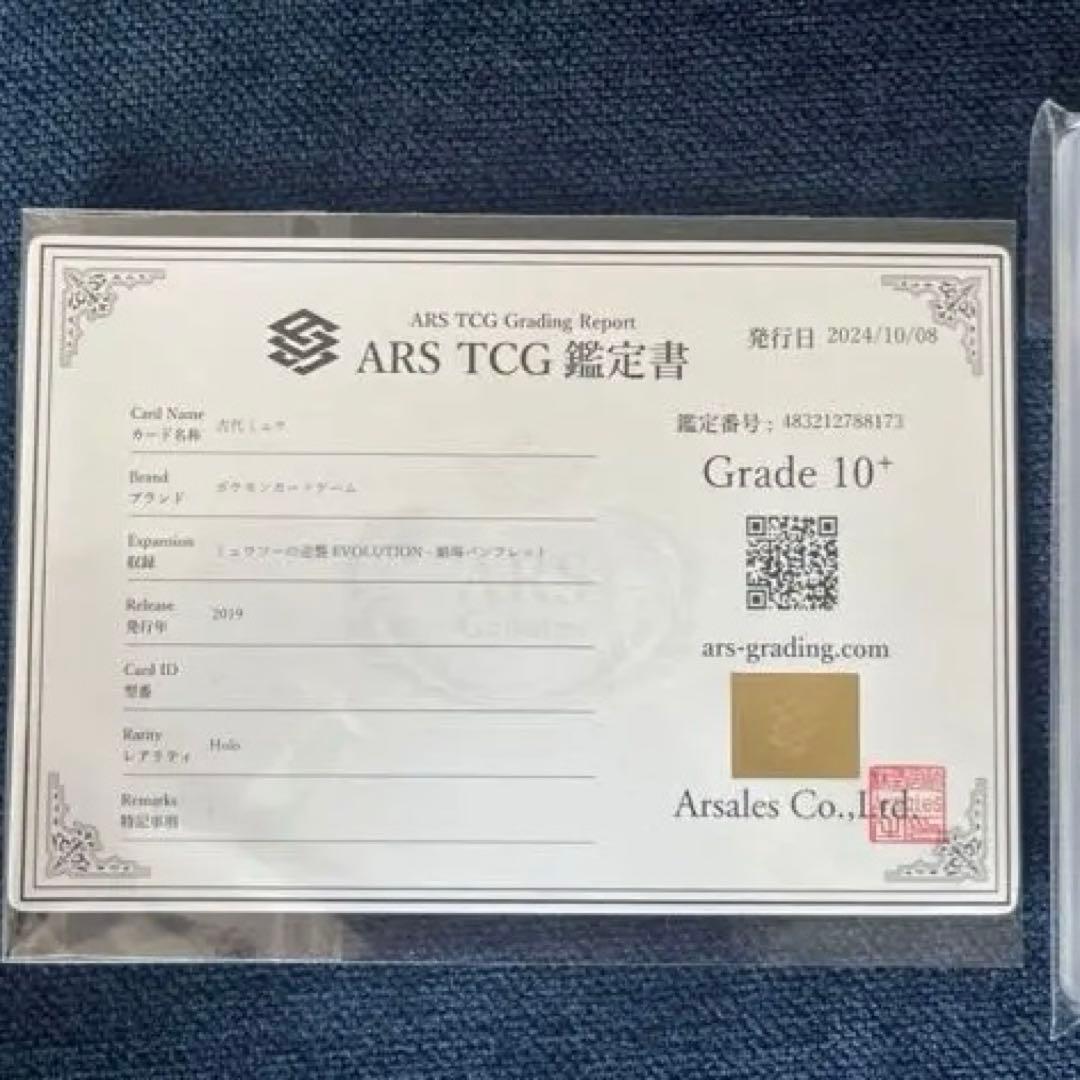 ARS TCG Grading Report
ARS TCG 鑑定書
発行日 2024/10/08
Card Name
カード名称 古代ミュウ
Brand
ブランド ポケモンカードゲーム
Expansion
収録 ミュウツーの逆襲 EVOLUTION - 劇場パンフレット
Release
発行年 2019
Card ID
型番
Rarity
レアリティ Holo
Remarks
特記事項
鑑定番号 ; 483212788173
Grade 10+
ars-grading.com
Arsales Co.,Ltd.